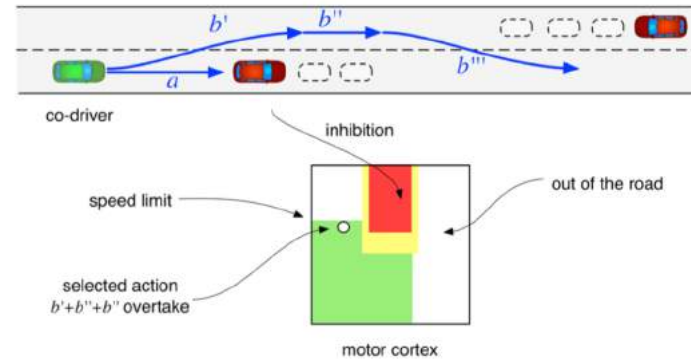 b' b"
a b"'
co-driver
inhibition
speed limit
out of the road
selected action
b'+b"+b" overtake
motor cortex